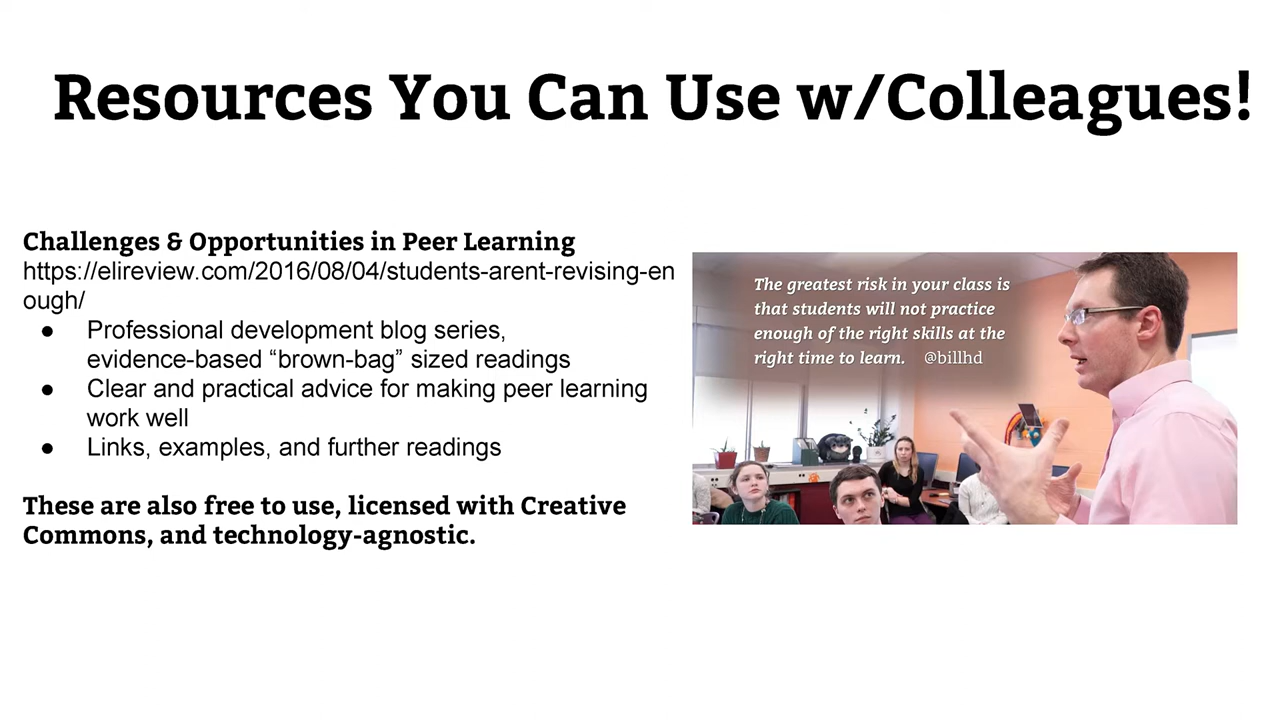 Resources You Can Use w/Colleagues!
Challenges & Opportunities in Peer Learning
https://elireview.com/2016/08/04/students-arent-revising-en
ough/
● Professional development blog series,
evidence-based “brown-bag” sized readings
● Clear and practical advice for making peer learning
work well
● Links, examples, and further readings
These are also free to use, licensed with Creative
Commons, and technology-agnostic.
The greatest risk in your class is
that students will not practice
enough of the right skills at the
right time to learn. @billhd